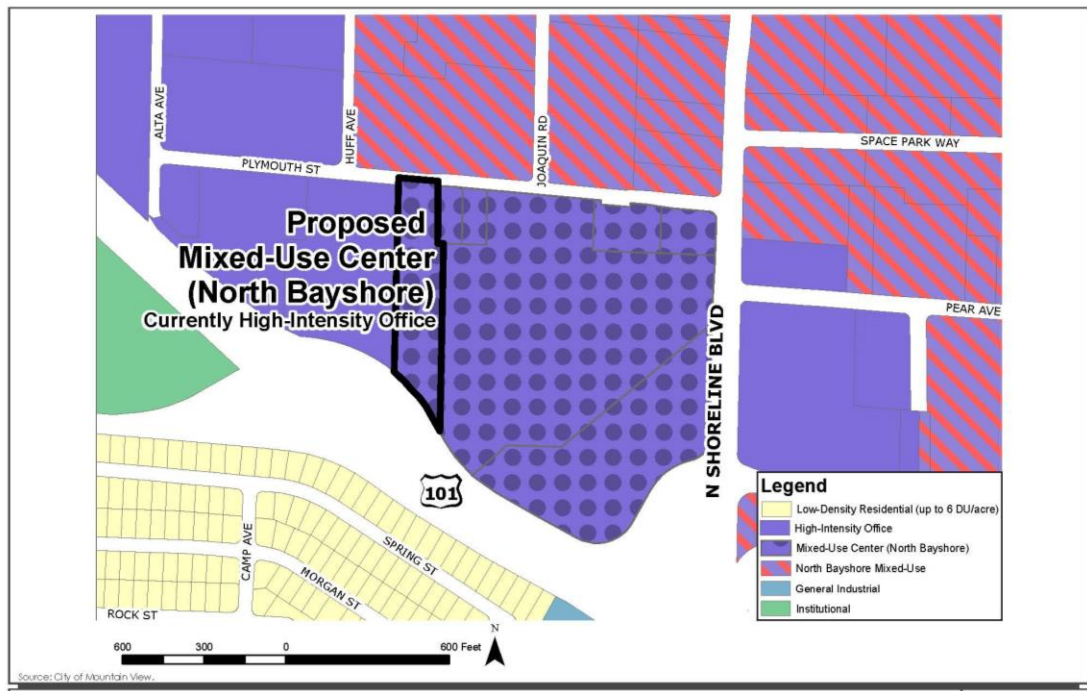 ALTA AVE
HUFF AVE
JOAQUIN RD
SPACE PARK WAY
PLYMOUTH ST
Proposed
Mixed-Use Center
(North Bayshore)
Currently High-Intensity Office
PEAR AVE
N SHORELINE BLVD
101
Legend
Low-Density Residential (up to 6 DU/acre)
High-Intensity Office
Mixed-Use Center (North Bayshore)
North Bayshore Mixed-Use
General Industrial
Institutional
CAMP AVE
SPRING ST
MORGAN ST
ROCK ST
N
600 300 0 600 Feet
Source: City of Mountain View.